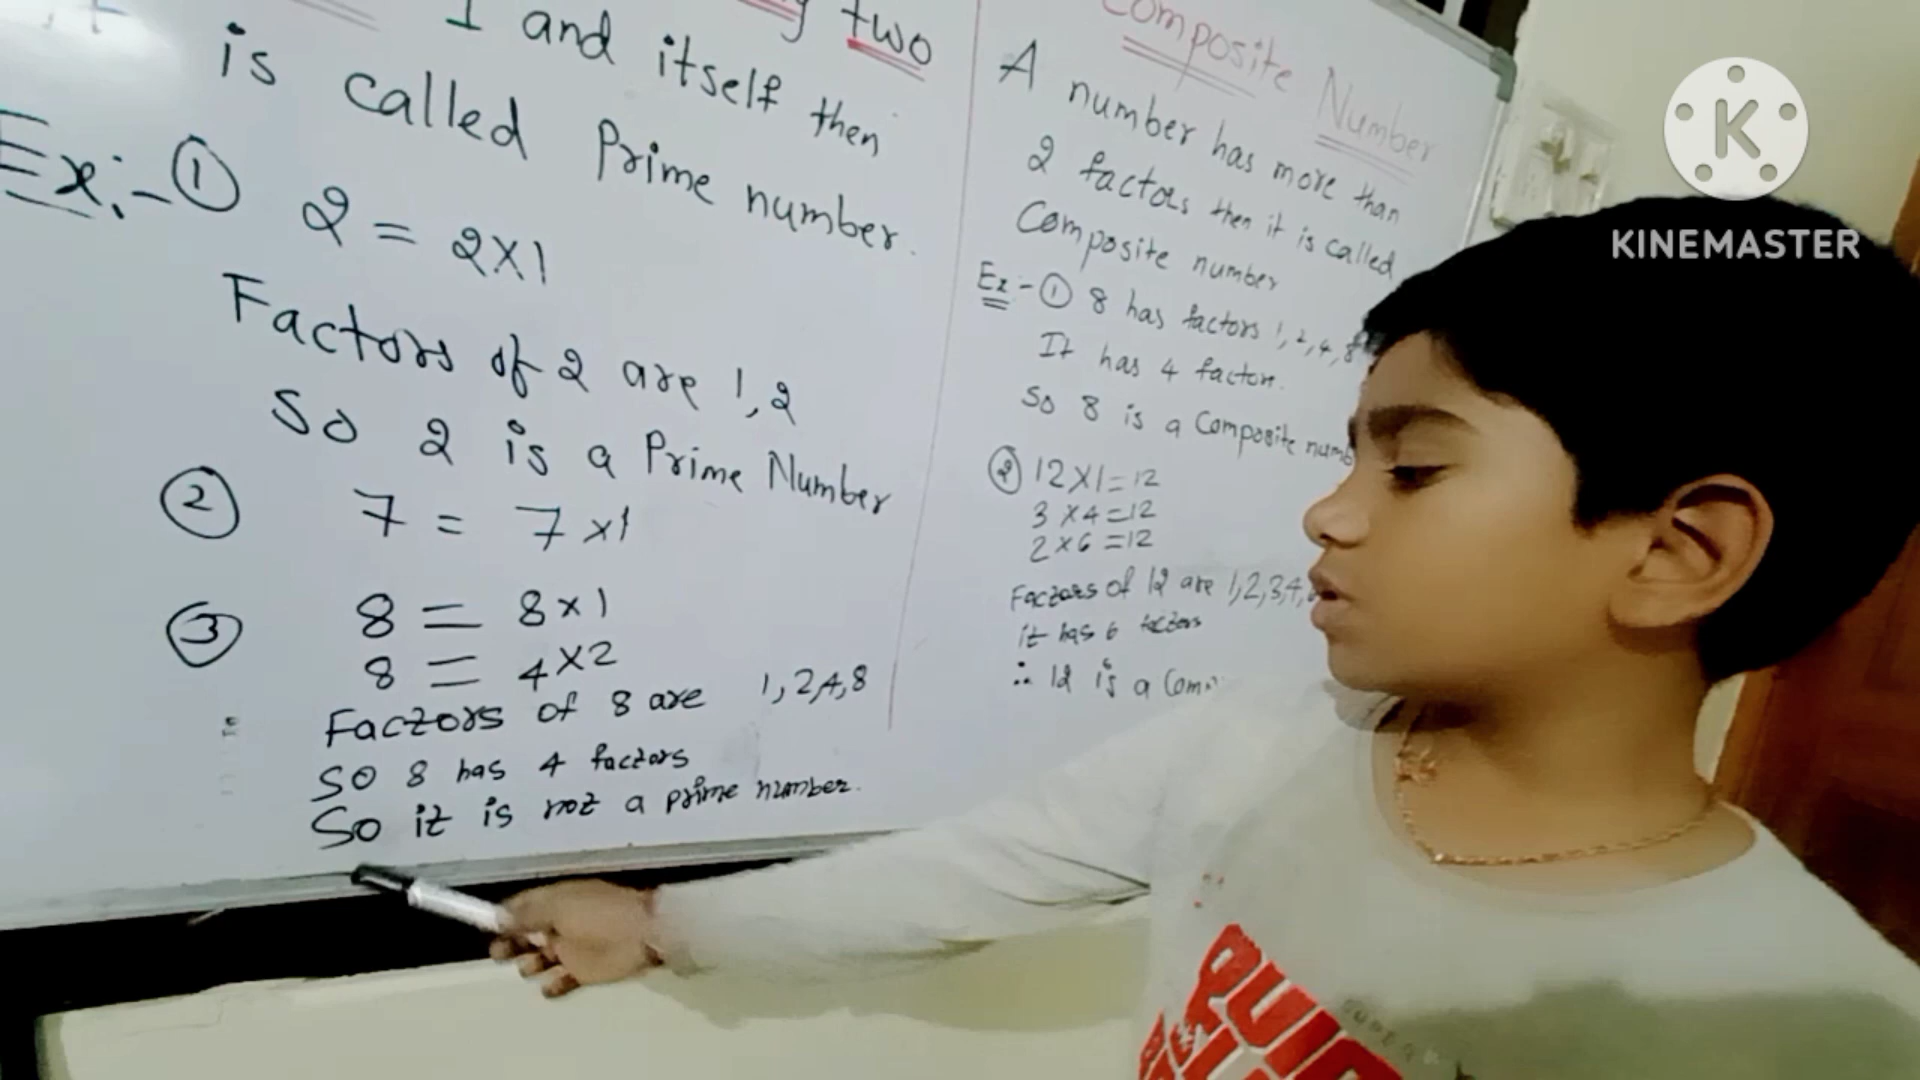 two
1 and itself then
is called Prime number.
Ex:- ① 2 = 2X1
Factors of 2 are 1, 2
So 2 is a Prime Number
② 7 = 7 x1
③ 8 = 8 x 1
8 = 4 X 2
Factors of 8 are 1, 2,4, 8
SO 8 has 4 factors
So it is not a prime number.
Composite Number
A number has more than
2 factors then it is called
Composite number
Ex:- ① 8 has factors 1, 2, 4, 8
It has 4 factors.
So 8 is a Composite numb
② 12 X 1 = 12
3 X 4 = 12
2 x 6 = 12
Factors of 12 are 1, 2, 3, 4,
it has 6 factors
∴ 12 is a Com
KINEMASTER